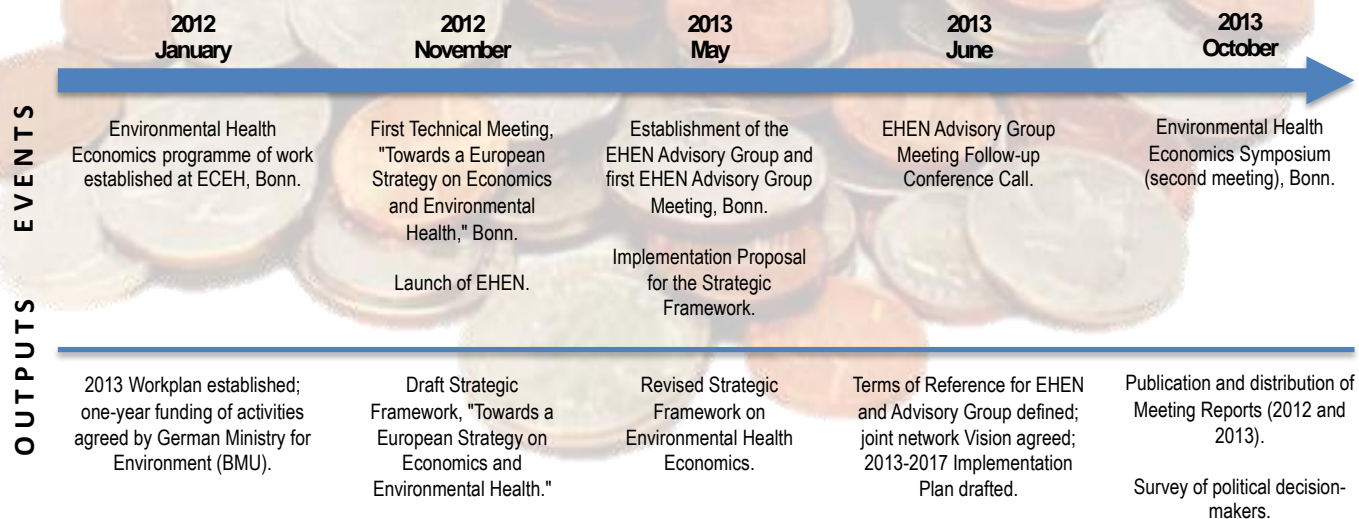 2012
January
2012
November
2013
May
2013
June
2013
October
EVENTS
Environmental Health
Economics programme of work
established at ECEH, Bonn.
First Technical Meeting,
"Towards a European
Strategy on Economics
and Environmental
Health," Bonn.
Launch of EHEN.
Establishment of the
EHEN Advisory Group and
first EHEN Advisory Group
Meeting, Bonn.
Implementation Proposal
for the Strategic
Framework.
EHEN Advisory Group
Meeting Follow-up
Conference Call.
Environmental Health
Economics Symposium
(second meeting), Bonn.
OUTPUTS
2013 Workplan established;
one-year funding of activities
agreed by German Ministry for
Environment (BMU).
Draft Strategic
Framework, "Towards a
European Strategy on
Economics and
Environmental Health."
Revised Strategic
Framework on
Environmental Health
Economics.
Terms of Reference for EHEN
and Advisory Group defined;
joint network Vision agreed;
2013-2017 Implementation
Plan drafted.
Publication and distribution of
Meeting Reports (2012 and
2013).
Survey of political decision-
makers.